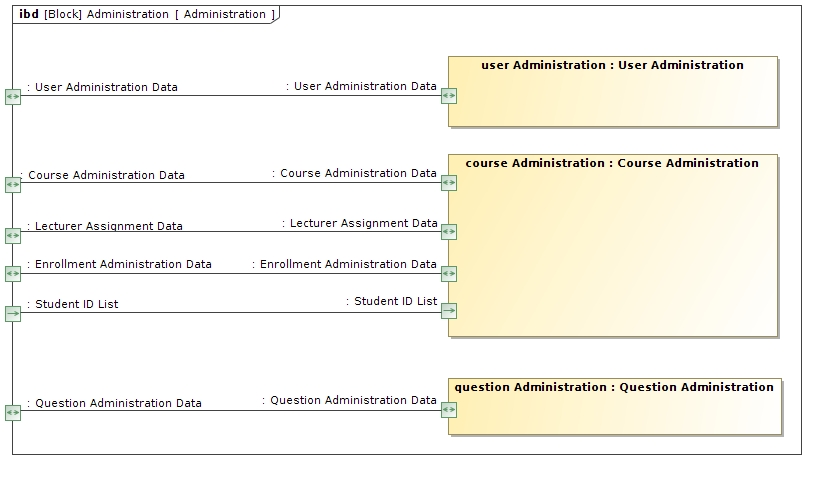 ibd [Block] Administration [ Administration ]
user Administration : User Administration
: User Administration Data
: User Administration Data
course Administration : Course Administration
: Course Administration Data
: Course Administration Data
: Lecturer Assignment Data
: Lecturer Assignment Data
: Enrollment Administration Data
: Enrollment Administration Data
: Student ID List
: Student ID List
question Administration : Question Administration
: Question Administration Data
: Question Administration Data